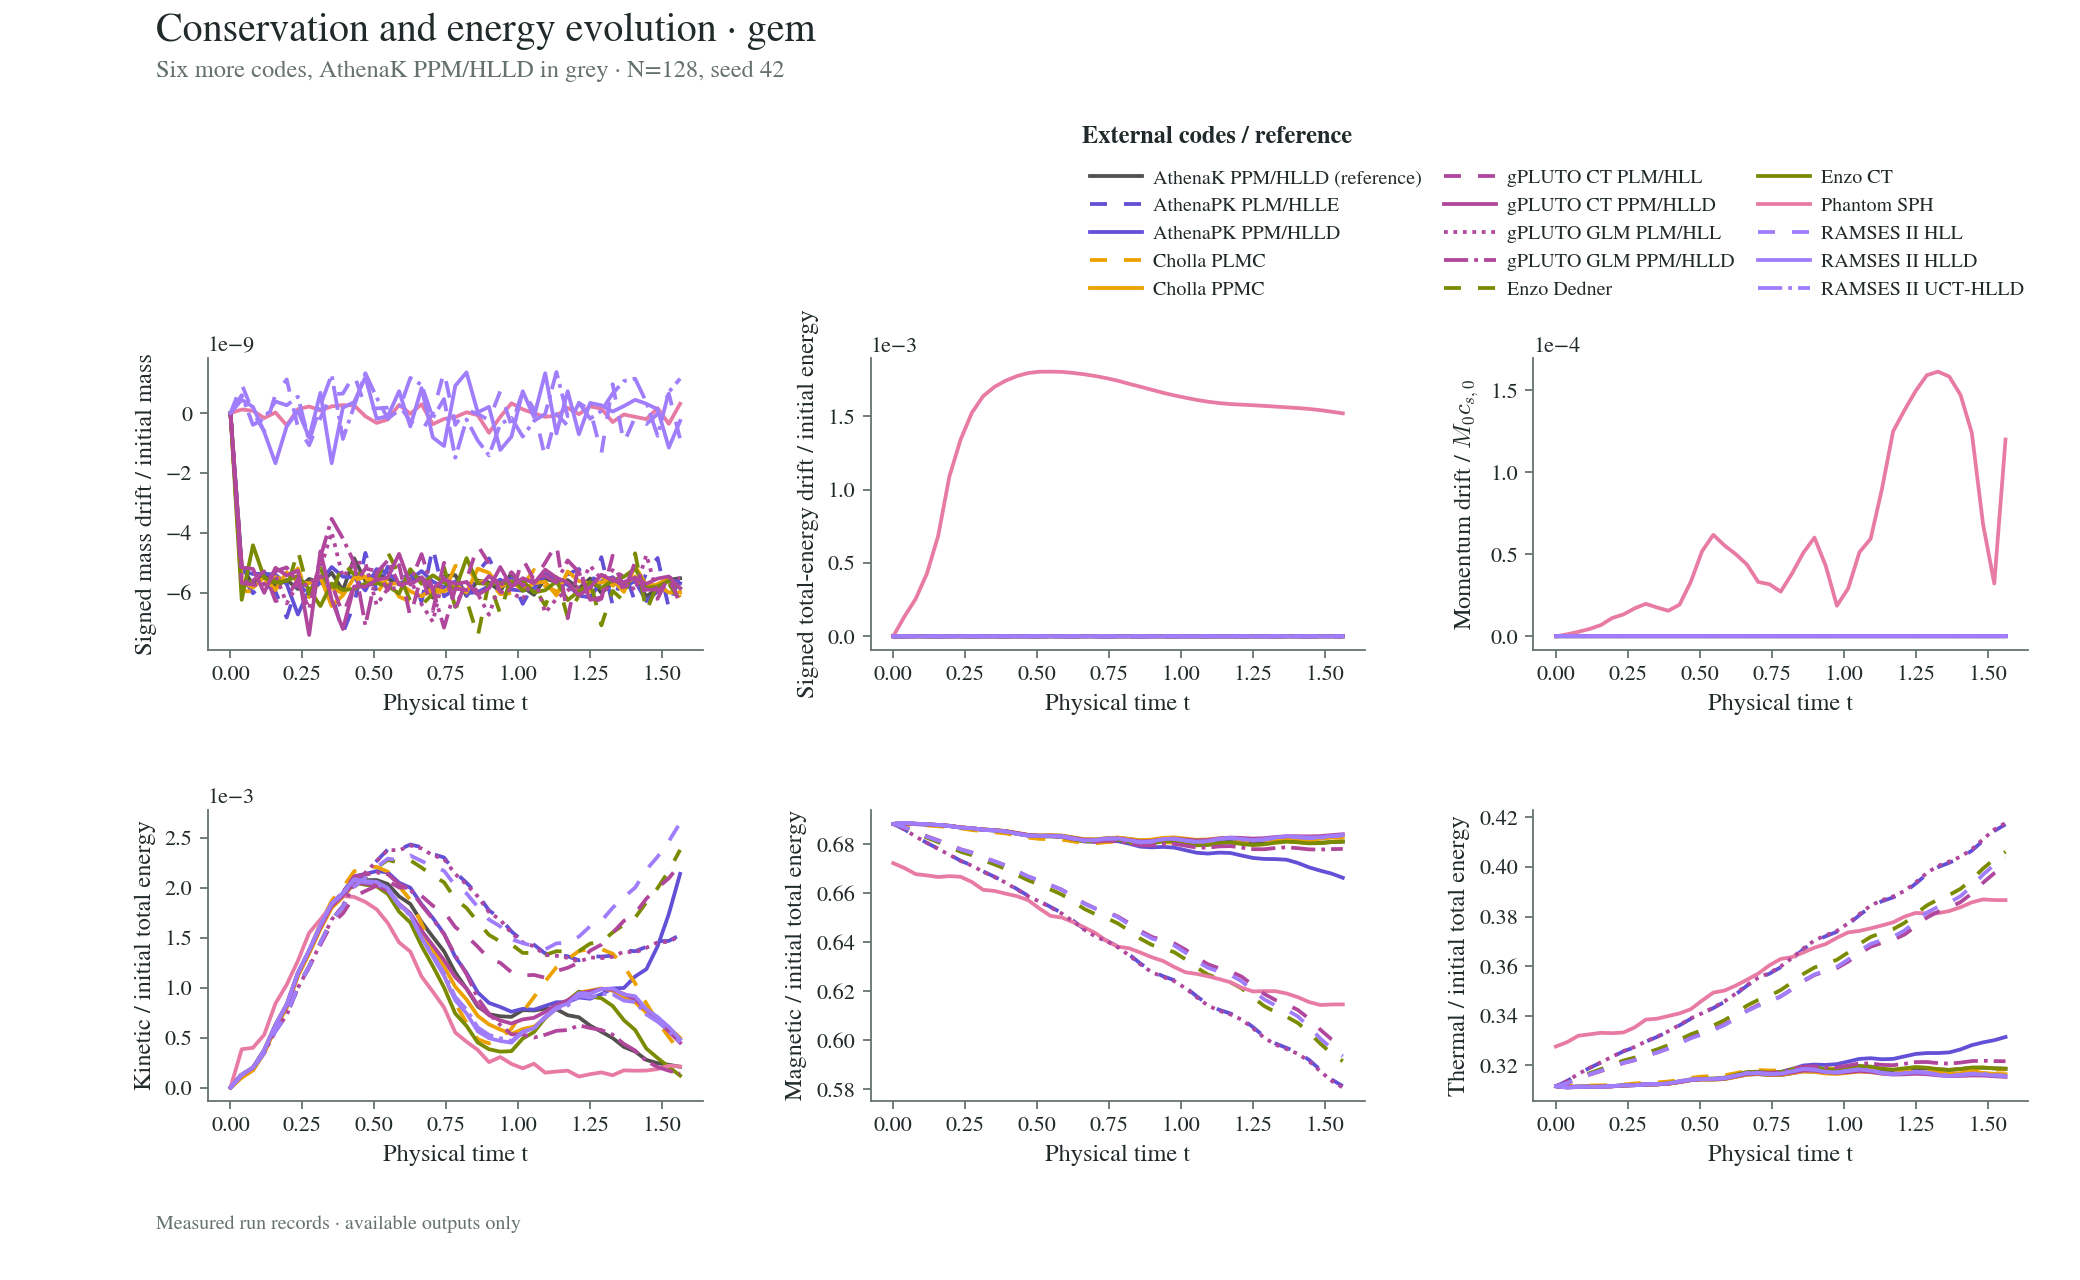 Conservation and energy evolution · gem
Six more codes, AthenaK PPM/HLLD in grey · N=128, seed 42
External codes / reference
AthenaK PPM/HLLD (reference)
AthenaPK PLM/HLLE
AthenaPK PPM/HLLD
Cholla PLMC
Cholla PPMC
gPLUTO CT PLM/HLL
gPLUTO CT PPM/HLLD
gPLUTO GLM PLM/HLL
gPLUTO GLM PPM/HLLD
Enzo Dedner
Enzo CT
Phantom SPH
RAMSES II HLL
RAMSES II HLLD
RAMSES II UCT-HLLD
Signed mass drift / initial mass
1e−9
0
−2
−4
−6
0.00 0.25 0.50 0.75 1.00 1.25 1.50
Physical time t
Signed total-energy drift / initial energy
1e−3
1.5
1.0
0.5
0.0
0.00 0.25 0.50 0.75 1.00 1.25 1.50
Physical time t
Momentum drift / M₀cₛ,₀
1e−4
1.5
1.0
0.5
0.0
0.00 0.25 0.50 0.75 1.00 1.25 1.50
Physical time t
Kinetic / initial total energy
1e−3
2.5
2.0
1.5
1.0
0.5
0.0
0.00 0.25 0.50 0.75 1.00 1.25 1.50
Physical time t
Magnetic / initial total energy
0.68
0.66
0.64
0.62
0.60
0.58
0.00 0.25 0.50 0.75 1.00 1.25 1.50
Physical time t
Thermal / initial total energy
0.42
0.40
0.38
0.36
0.34
0.32
0.00 0.25 0.50 0.75 1.00 1.25 1.50
Physical time t
Measured run records · available outputs only